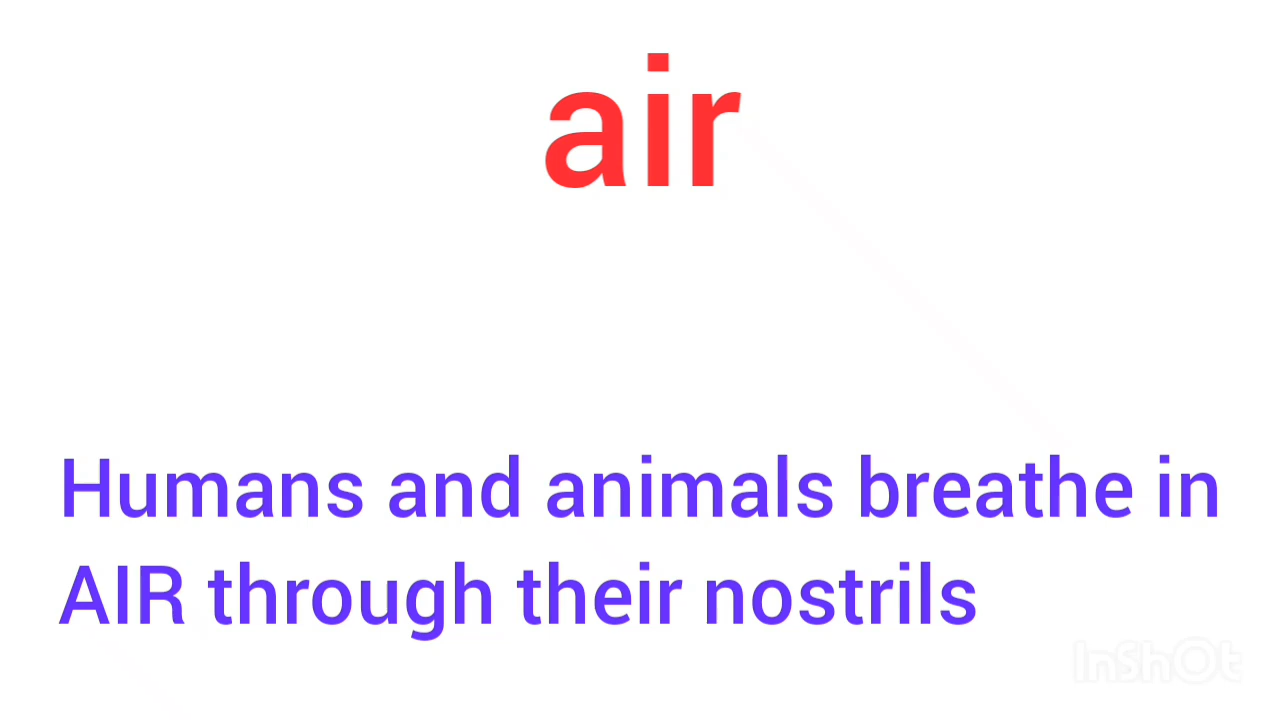 air
Humans and animals breathe in
AIR through their nostrils
InShOt